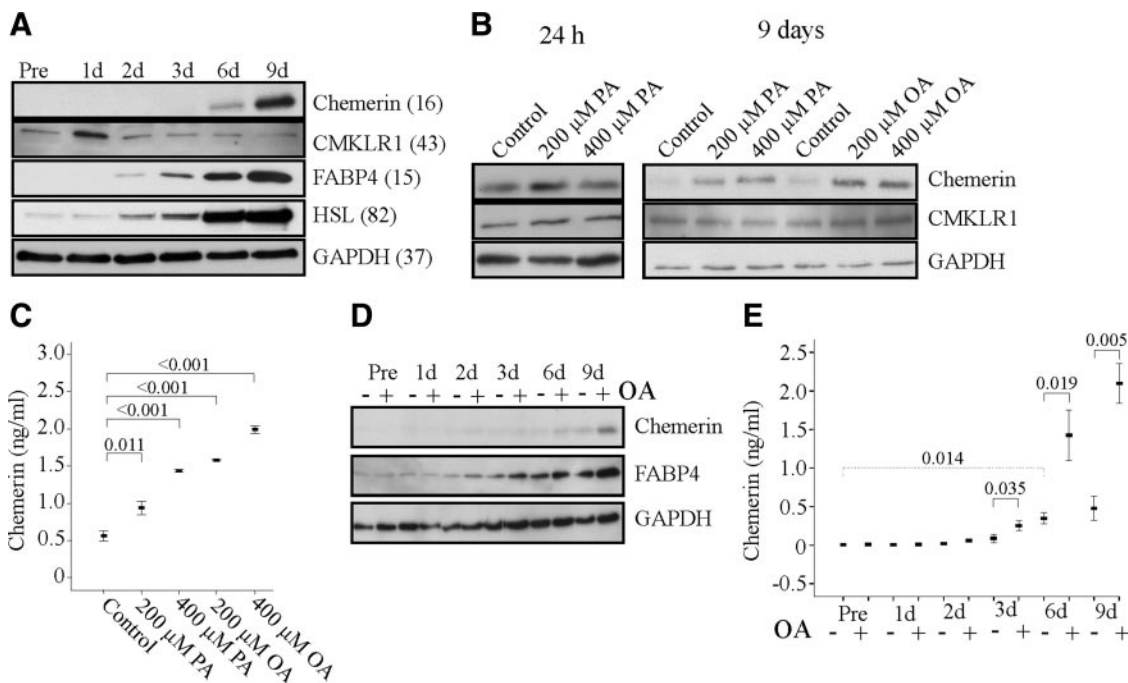 A
Pre 1d 2d 3d 6d 9d
Chemerin (16)
CMKLR1 (43)
FABP4 (15)
HSL (82)
GAPDH (37)
B
24 h 9 days
Control 200 μM PA 400 μM PA Control 200 μM PA 400 μM PA Control 200 μM OA 400 μM OA
Chemerin
CMKLR1
GAPDH
C
Chemerin (ng/ml)
3.0
2.5
2.0
1.5
1.0
0.5
0
<0.001
<0.001
<0.001
0.011
Control 200 μM PA 400 μM PA 200 μM OA 400 μM OA
D
Pre 1d 2d 3d 6d 9d
- + - + - + - + - + - + OA
Chemerin
FABP4
GAPDH
E
Chemerin (ng/ml)
2.5
2.0
1.5
1.0
0.5
0
-0.5
0.005
0.019
0.014
0.035
Pre 1d 2d 3d 6d 9d
OA - + - + - + - + - + - +